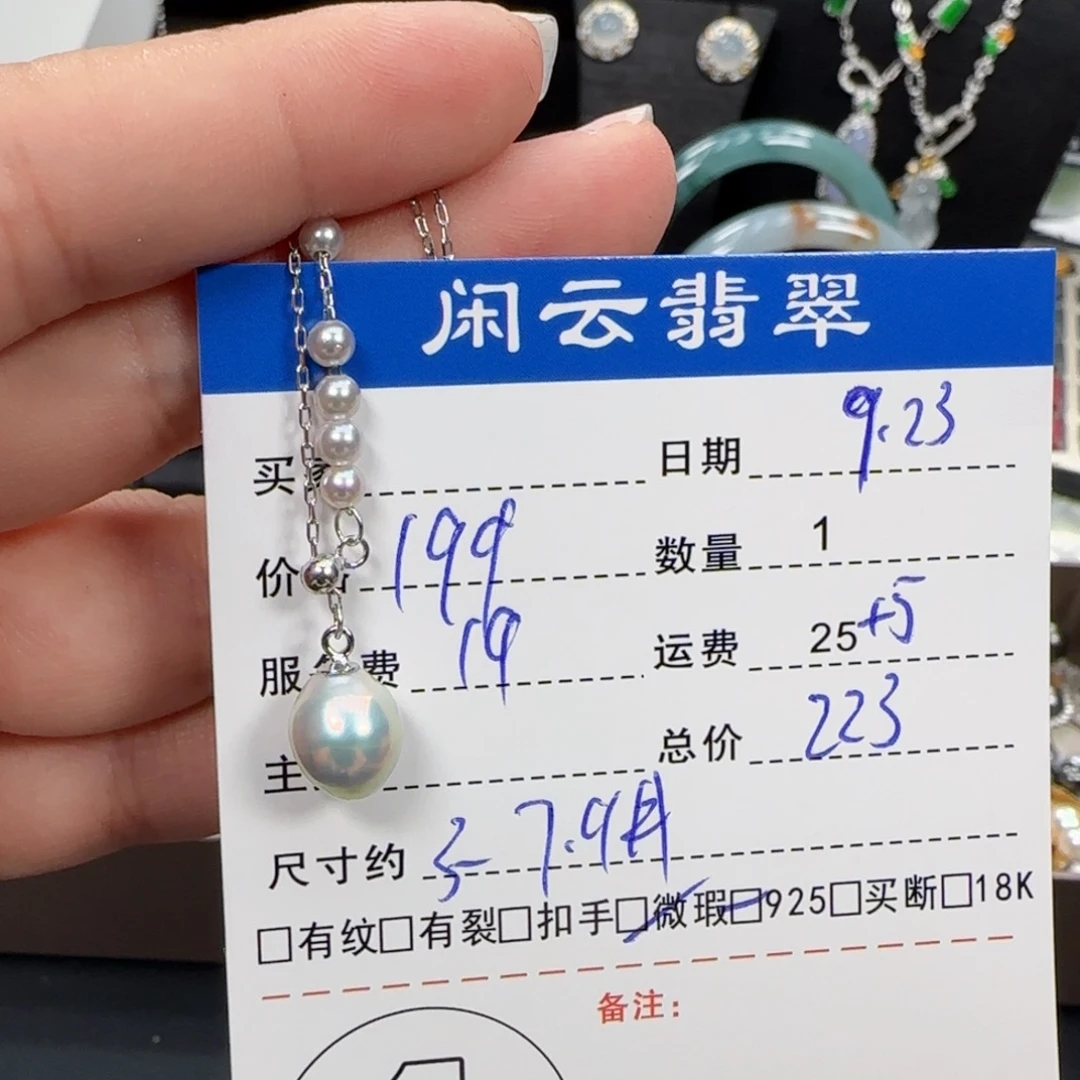 闲云翡翠
买家 日期 9.23
价格 199 数量 1
服务费 19 运费 25+5
主 总价 223
尺寸约 3-7.9
□有纹□有裂□扣手□微瑕□925□买断□18K
备注: